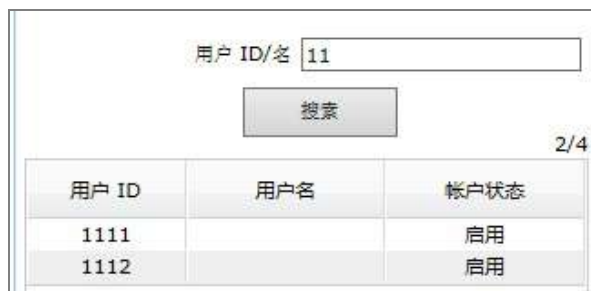 用户 ID/名 11
搜索
2/4
用户 ID 用户名 帐户状态
1111 启用
1112 启用